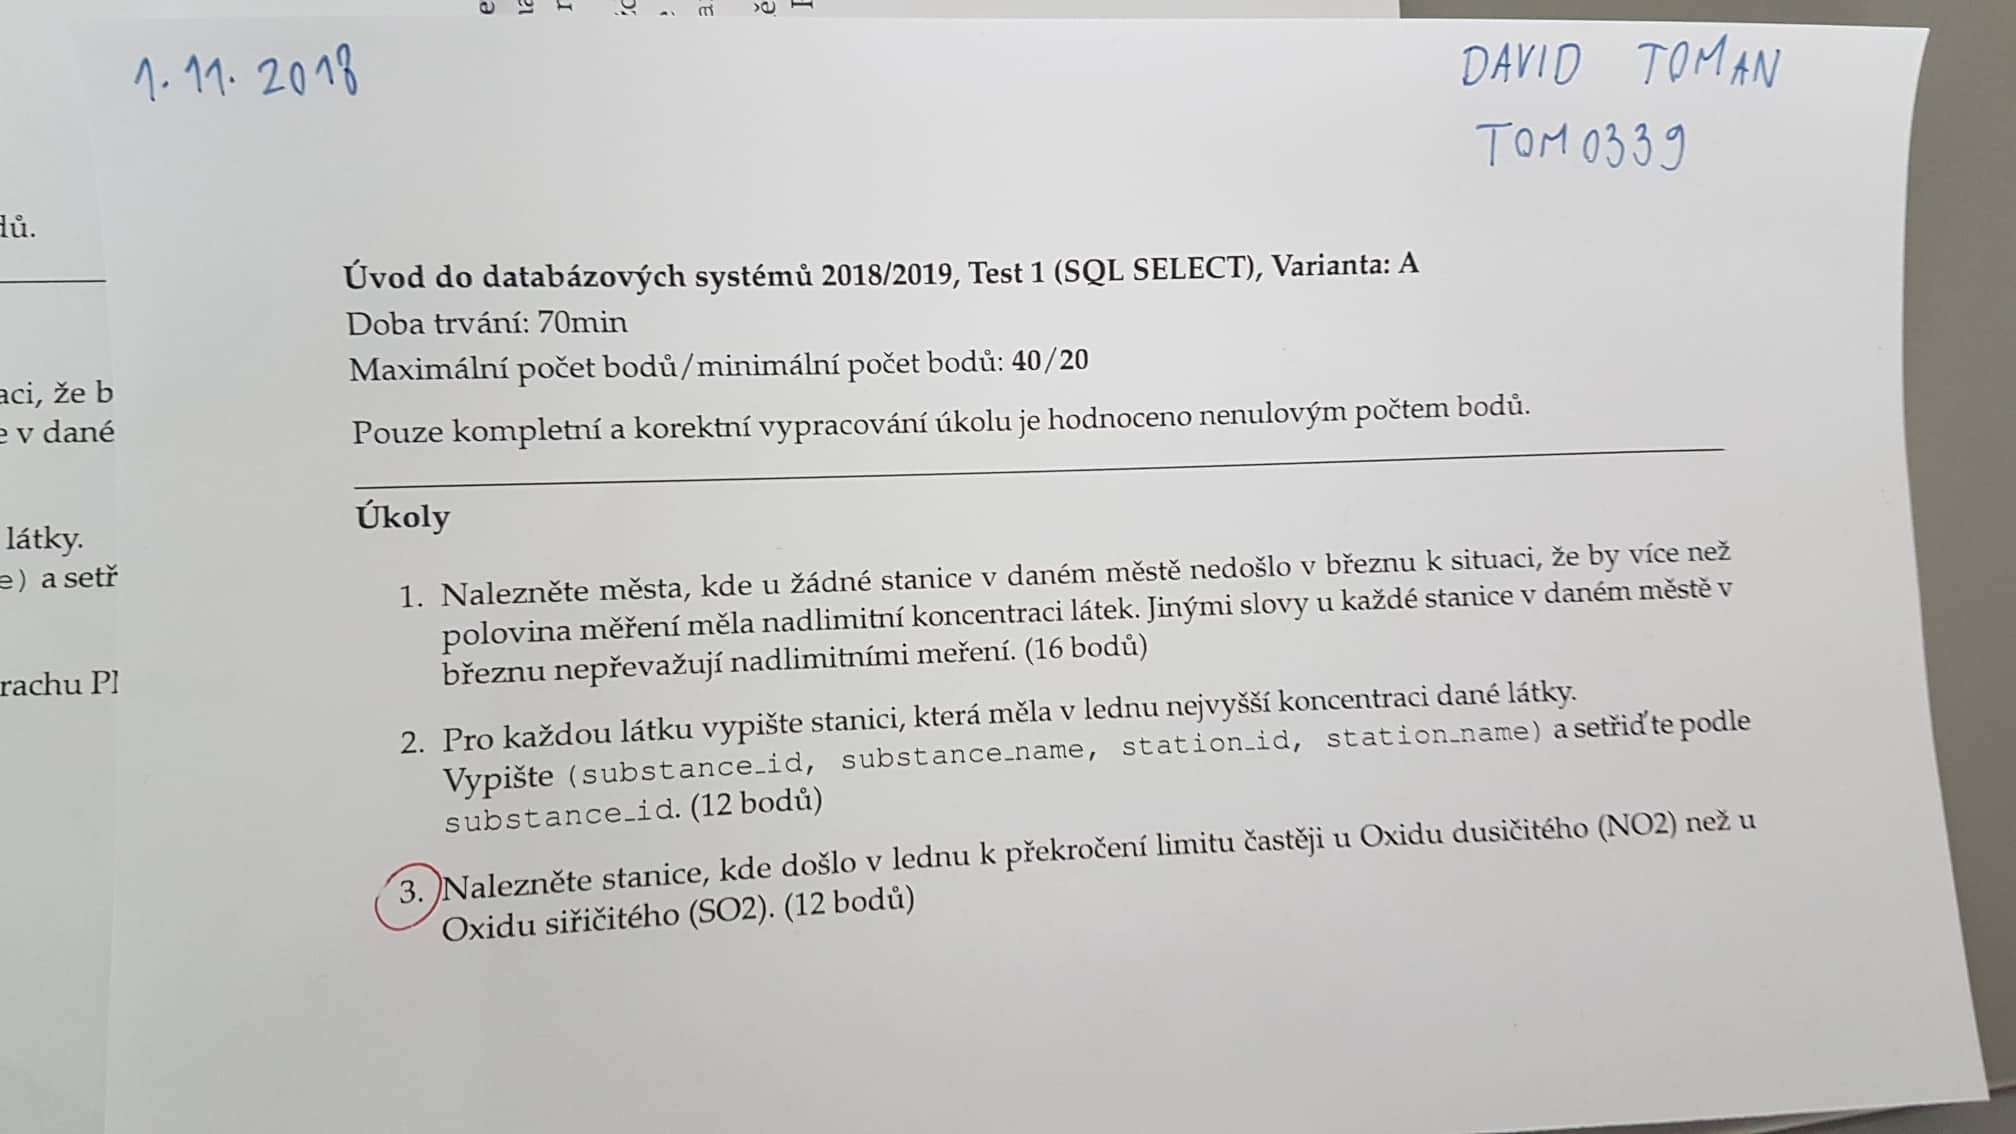 1. 11. 2018
DAVID TOMAN
TOM0339
Úvod do databázových systémů 2018/2019, Test 1 (SQL SELECT), Varianta: A
Doba trvání: 70min
Maximální počet bodů/minimální počet bodů: 40/20
Pouze kompletní a korektní vypracování úkolu je hodnoceno nenulovým počtem bodů.
Úkoly
1. Nalezněte města, kde u žádné stanice v daném městě nedošlo v březnu k situaci, že by více než
polovina měření měla nadlimitní koncentraci látek. Jinými slovy u každé stanice v daném městě v
březnu nepřevažují nadlimitními meření. (16 bodů)
2. Pro každou látku vypište stanici, která měla v lednu nejvyšší koncentraci dané látky.
Vypište (substance_id, substance_name, station_id, station_name) a setřiďte podle
substance_id. (12 bodů)
3. Nalezněte stanice, kde došlo v lednu k překročení limitu častěji u Oxidu dusičitého (NO2) než u
Oxidu siřičitého (SO2). (12 bodů)
dů.
aci, že b
e v dané
látky.
e) a setř
rachu